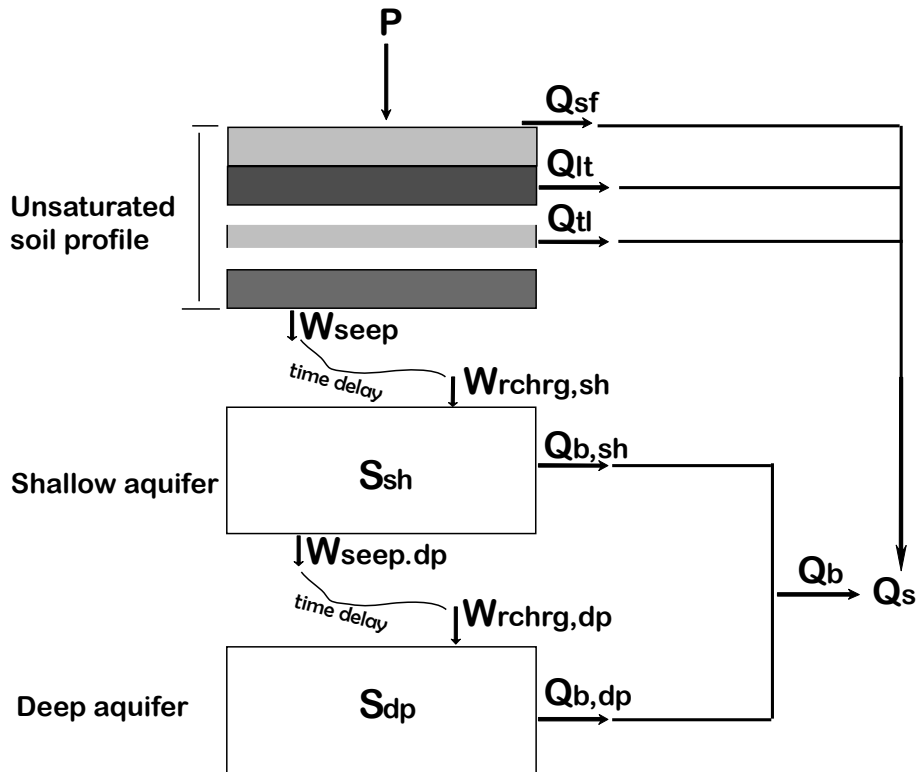 P
Qsf
Qlt
Unsaturated
soil profile
Qtl
Wseep
time delay
Wrchrg,sh
Qb,sh
Shallow aquifer
Ssh
Wseep.dp
Qb
Qs
time delay
Wrchrg,dp
Deep aquifer
Sdp
Qb,dp